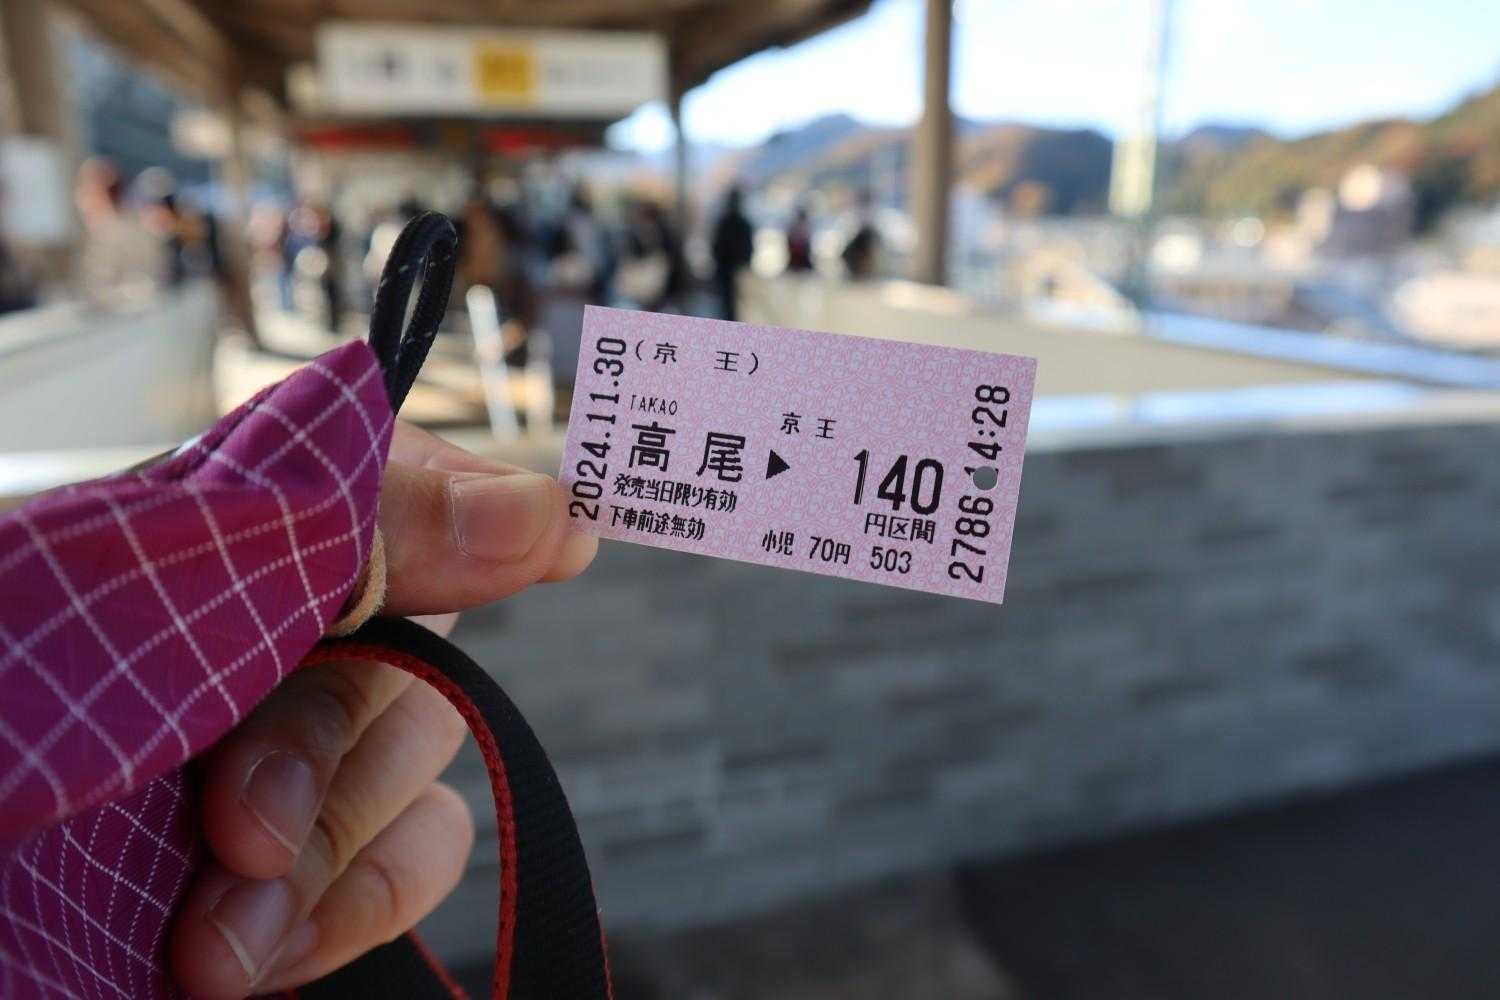 2024.11.30
(京 王)
TAKAO
京王
高尾▶ 140
円区間
発売当日限り有効
下車前途無効
小児 70円 503
2786 14:28